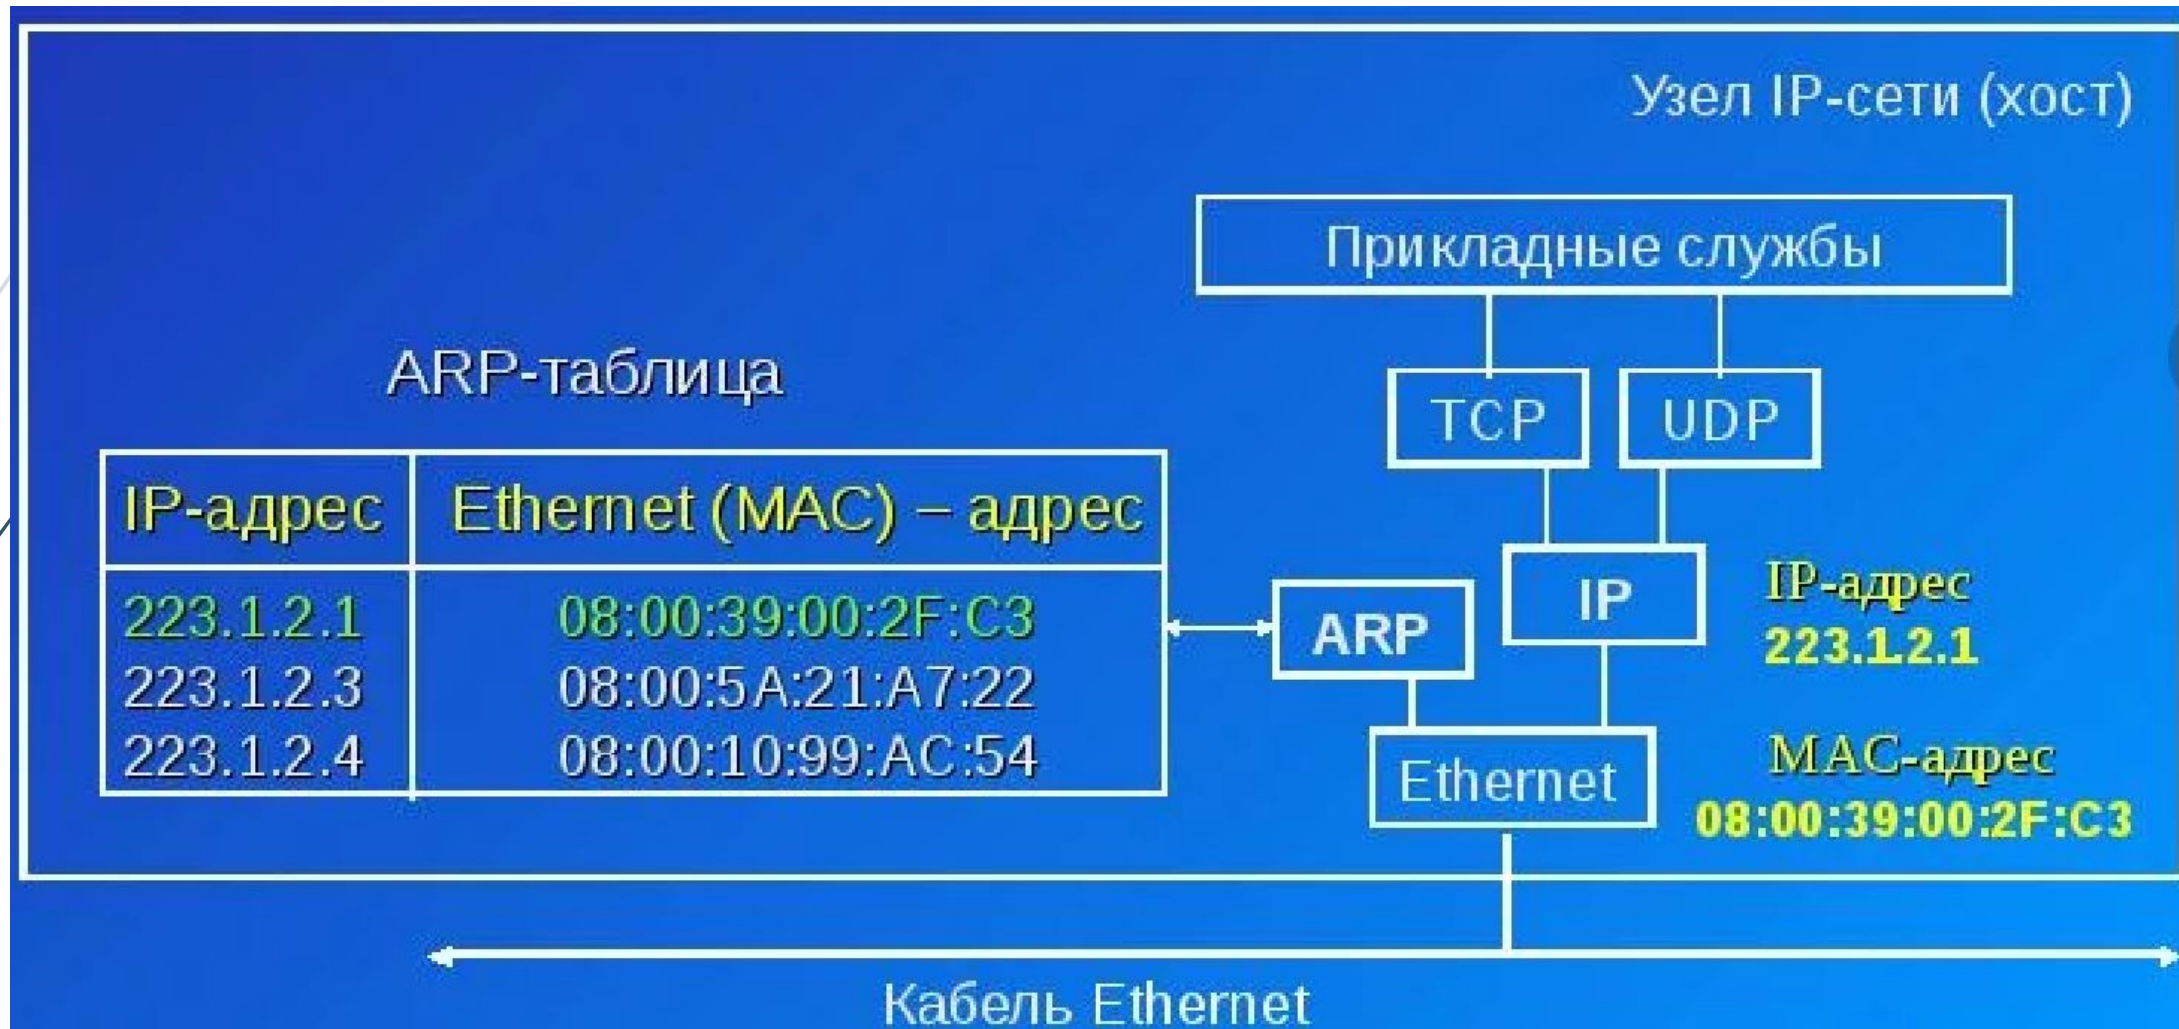 Узел IP-сети (хост)
Прикладные службы
TCP
UDP
ARP-таблица
IP-адрес
Ethernet (MAC) – адрес
223.1.2.1 08:00:39:00:2F:C3
223.1.2.3 08:00:5A:21:A7:22
223.1.2.4 08:00:10:99:AC:54
ARP
IP
IP-адрес
223.1.2.1
Ethernet
MAC-адрес
08:00:39:00:2F:C3
Кабель Ethernet